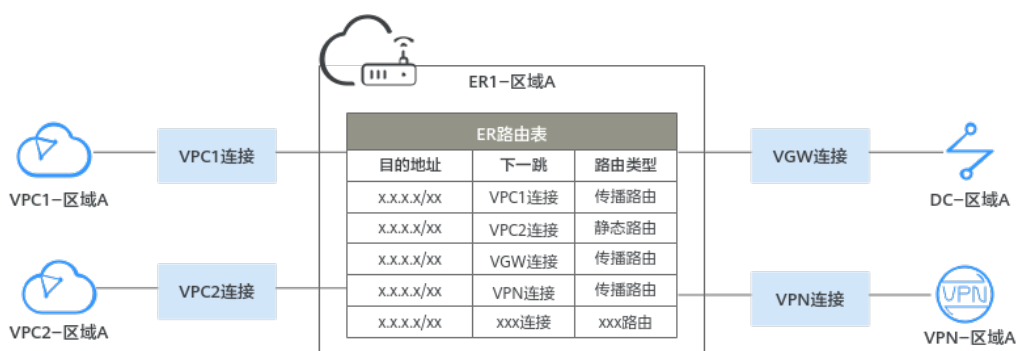 ER1-区域A
ER路由表
目的地址 下一跳 路由类型
x.x.x.x/xx VPC1连接 传播路由
x.x.x.x/xx VPC2连接 静态路由
x.x.x.x/xx VGW连接 传播路由
x.x.x.x/xx VPN连接 传播路由
x.x.x.x/xx xxx连接 xxx路由
VPC1连接
VPC1-区域A
VPC2连接
VPC2-区域A
VGW连接
DC-区域A
VPN连接
VPN
VPN-区域A